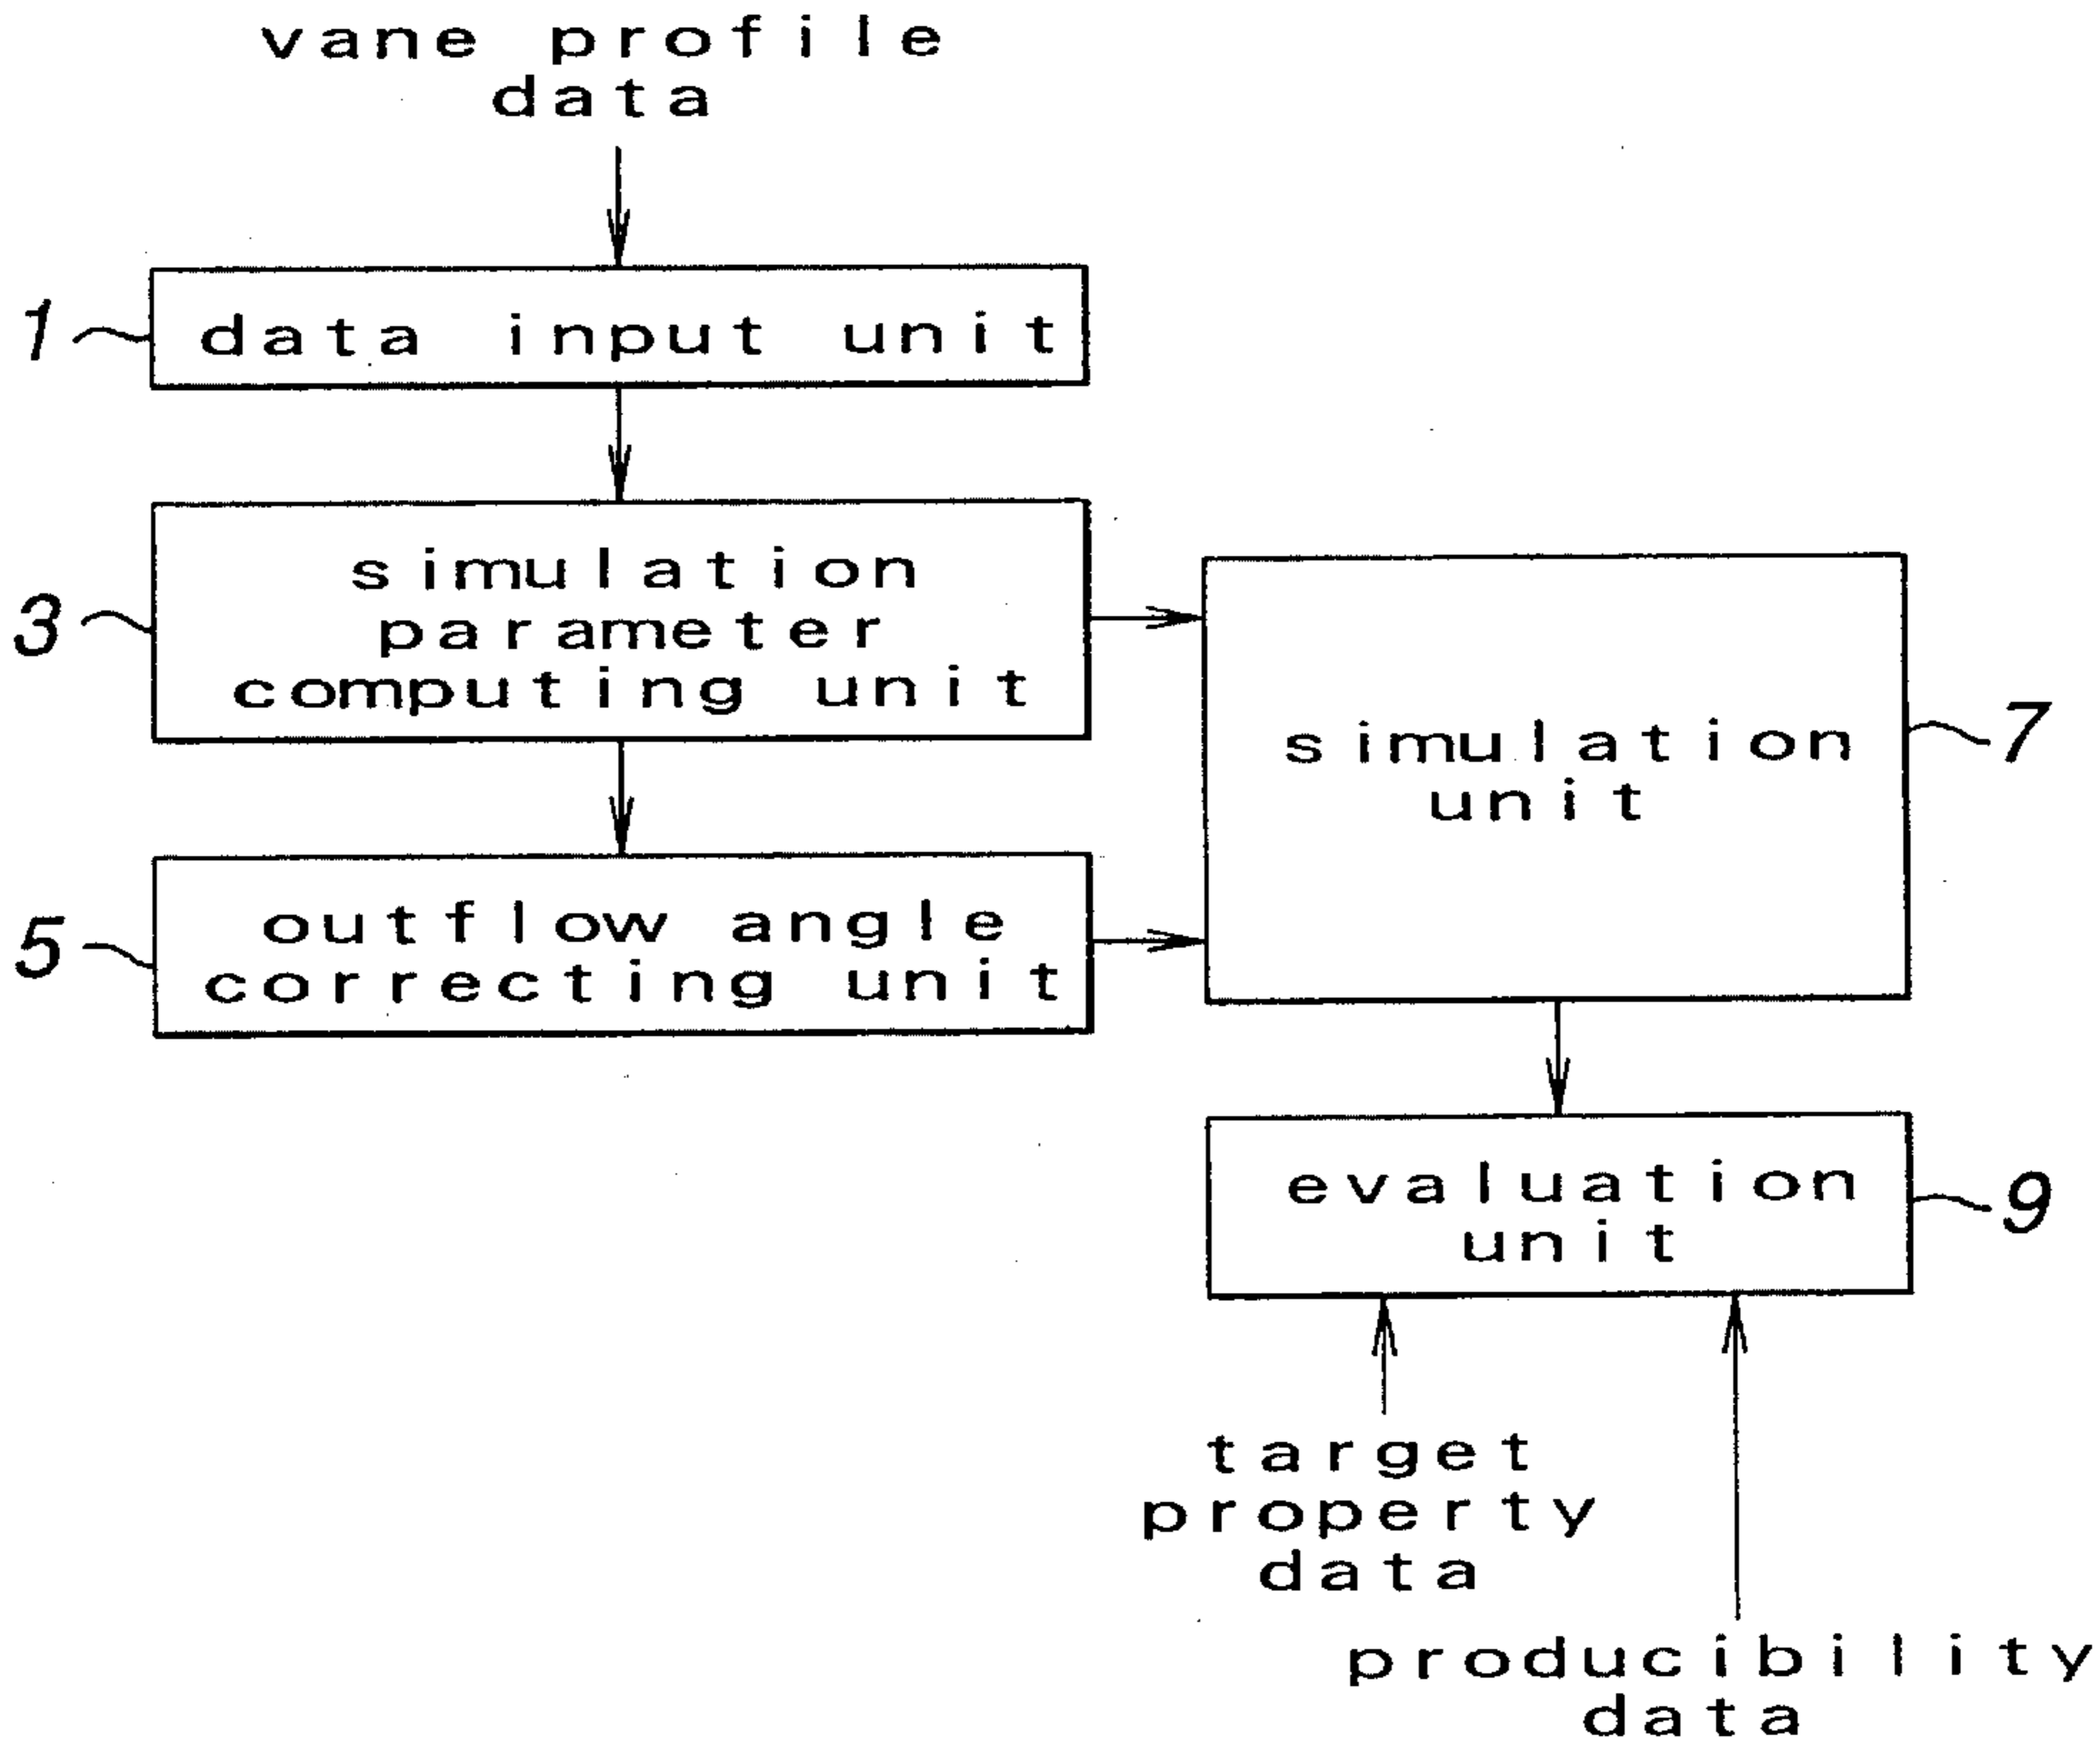 vane profile
data
1
data input unit
3
simulation
parameter
computing unit
5
outflow angle
correcting unit
simulation
unit
7
evaluation
unit
9
target
property
data
producibility
data